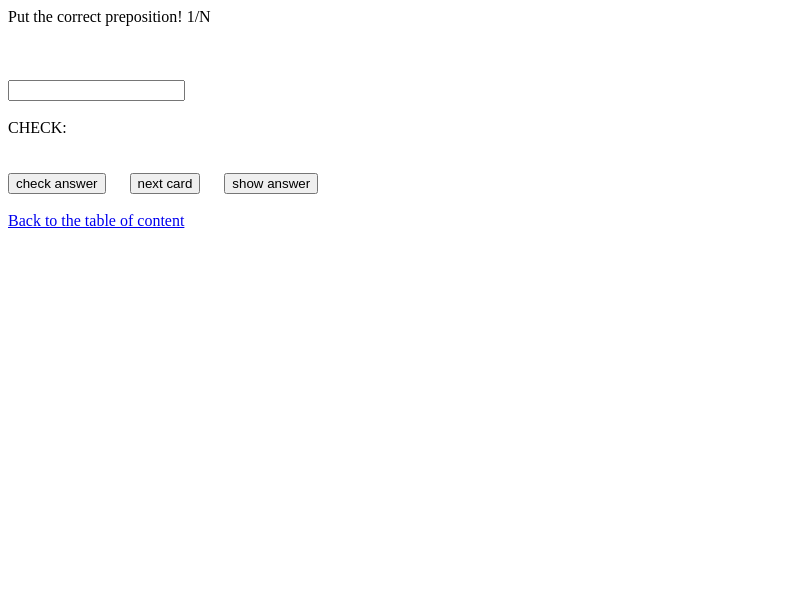 Put the correct preposition! 1/N
CHECK:
check answer next card show answer
Back to the table of content